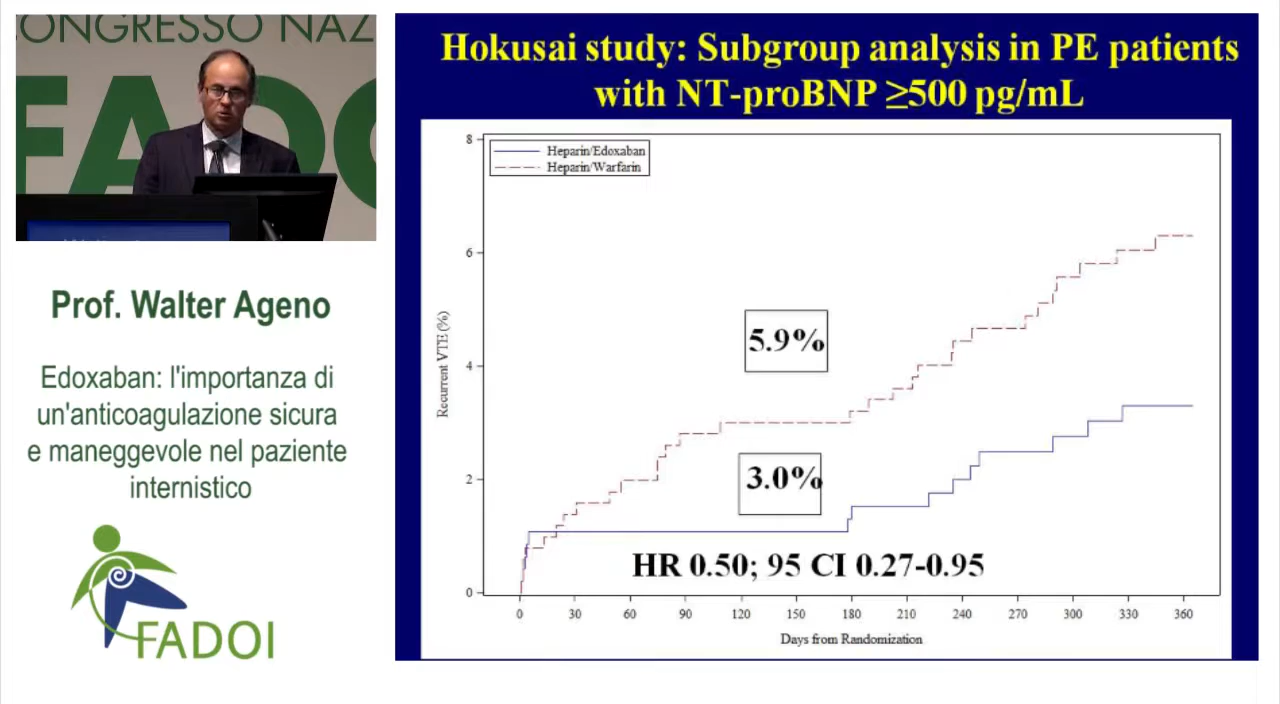 CONGRESSO NAZ
FADO
Prof. Walter Ageno
Edoxaban: l'importanza di
un'anticoagulazione sicura
e maneggevole nel paziente
internistico
FADOI
Hokusai study: Subgroup analysis in PE patients
with NT-proBNP ≥500 pg/mL
Heparin/Edoxaban
Heparin/Warfarin
Recurrent VTE (%)
8
6
4
2
0
5.9%
3.0%
HR 0.50; 95 CI 0.27-0.95
0 30 60 90 120 150 180 210 240 270 300 330 360
Days from Randomization